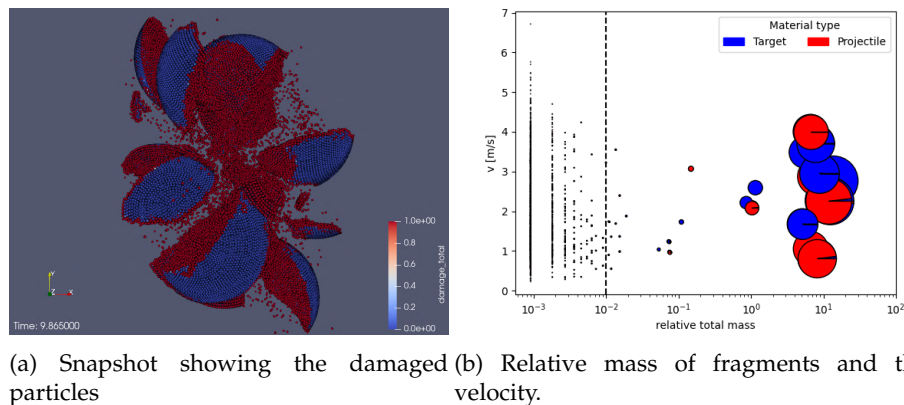 1.0e+00
0.8
0.6
0.4
0.2
0.0e+00
damage_total
Y
Z
X
Time: 9.865000
(b)
Material type
Target
Projectile
7
6
5
4
3
2
1
0
v [m/s]
10⁻³
10⁻²
10⁻¹
10⁰
10¹
10²
relative total mass
(a) Snapshot showing the damaged
particles
(b) Relative mass of fragments and
velocity.